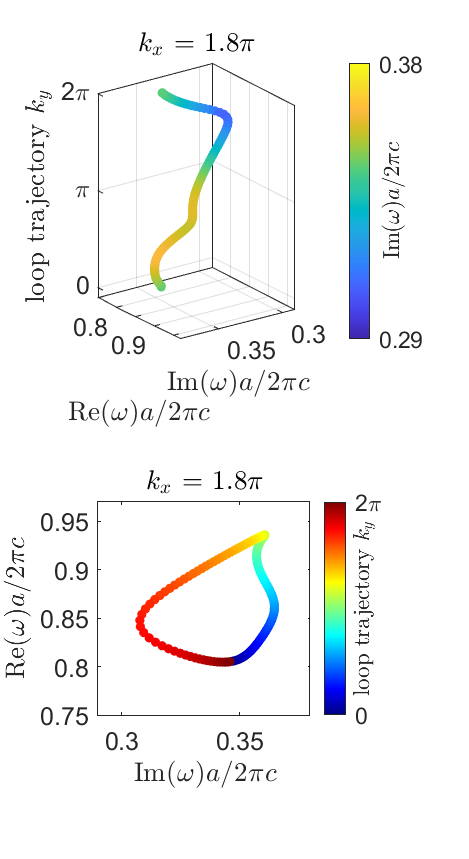 k_x = 1.8π
loop trajectory k_y
2π
π
0
0.8
0.9
0.35
0.3
Im(ω)a/2πc
Re(ω)a/2πc
0.38
Im(ω)a/2πc
0.29
k_x = 1.8π
Re(ω)a/2πc
0.95
0.9
0.85
0.8
0.75
0.3
0.35
Im(ω)a/2πc
2π
loop trajectory k_y
0